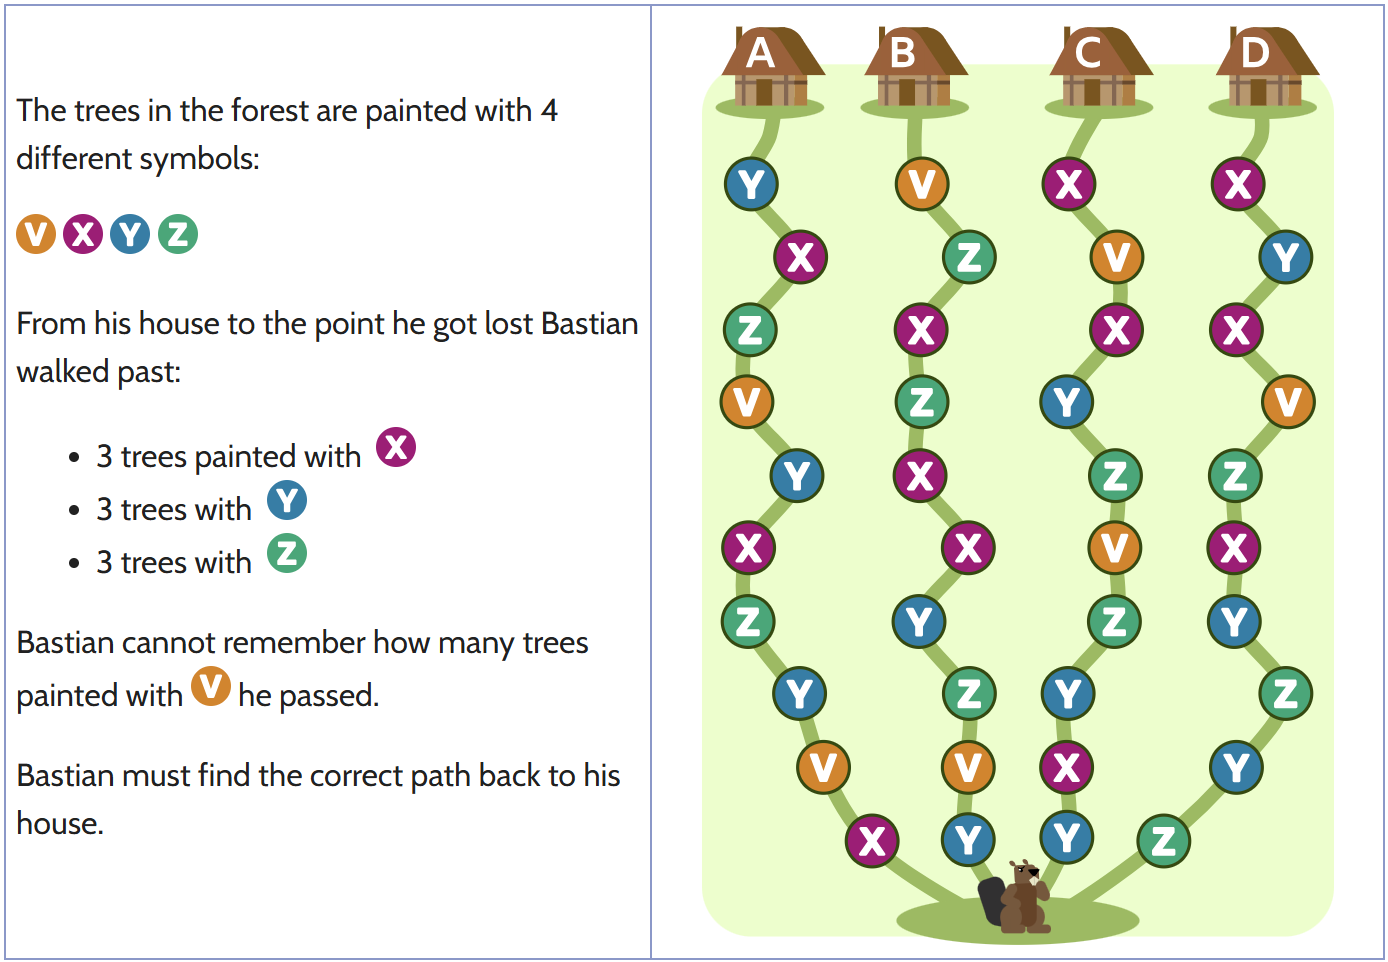 The trees in the forest are painted with 4
different symbols:
V X Y Z
From his house to the point he got lost Bastian
walked past:
• 3 trees painted with X
• 3 trees with Y
• 3 trees with Z
Bastian cannot remember how many trees
painted with V he passed.
Bastian must find the correct path back to his
house.
A B C D
Y V X X
X Z V Y
Z X X X
V Z Y V
Y X Z Z
X X V X
Z Y Z Y
Y Z Y Z
V V X Y
X Y Y Z